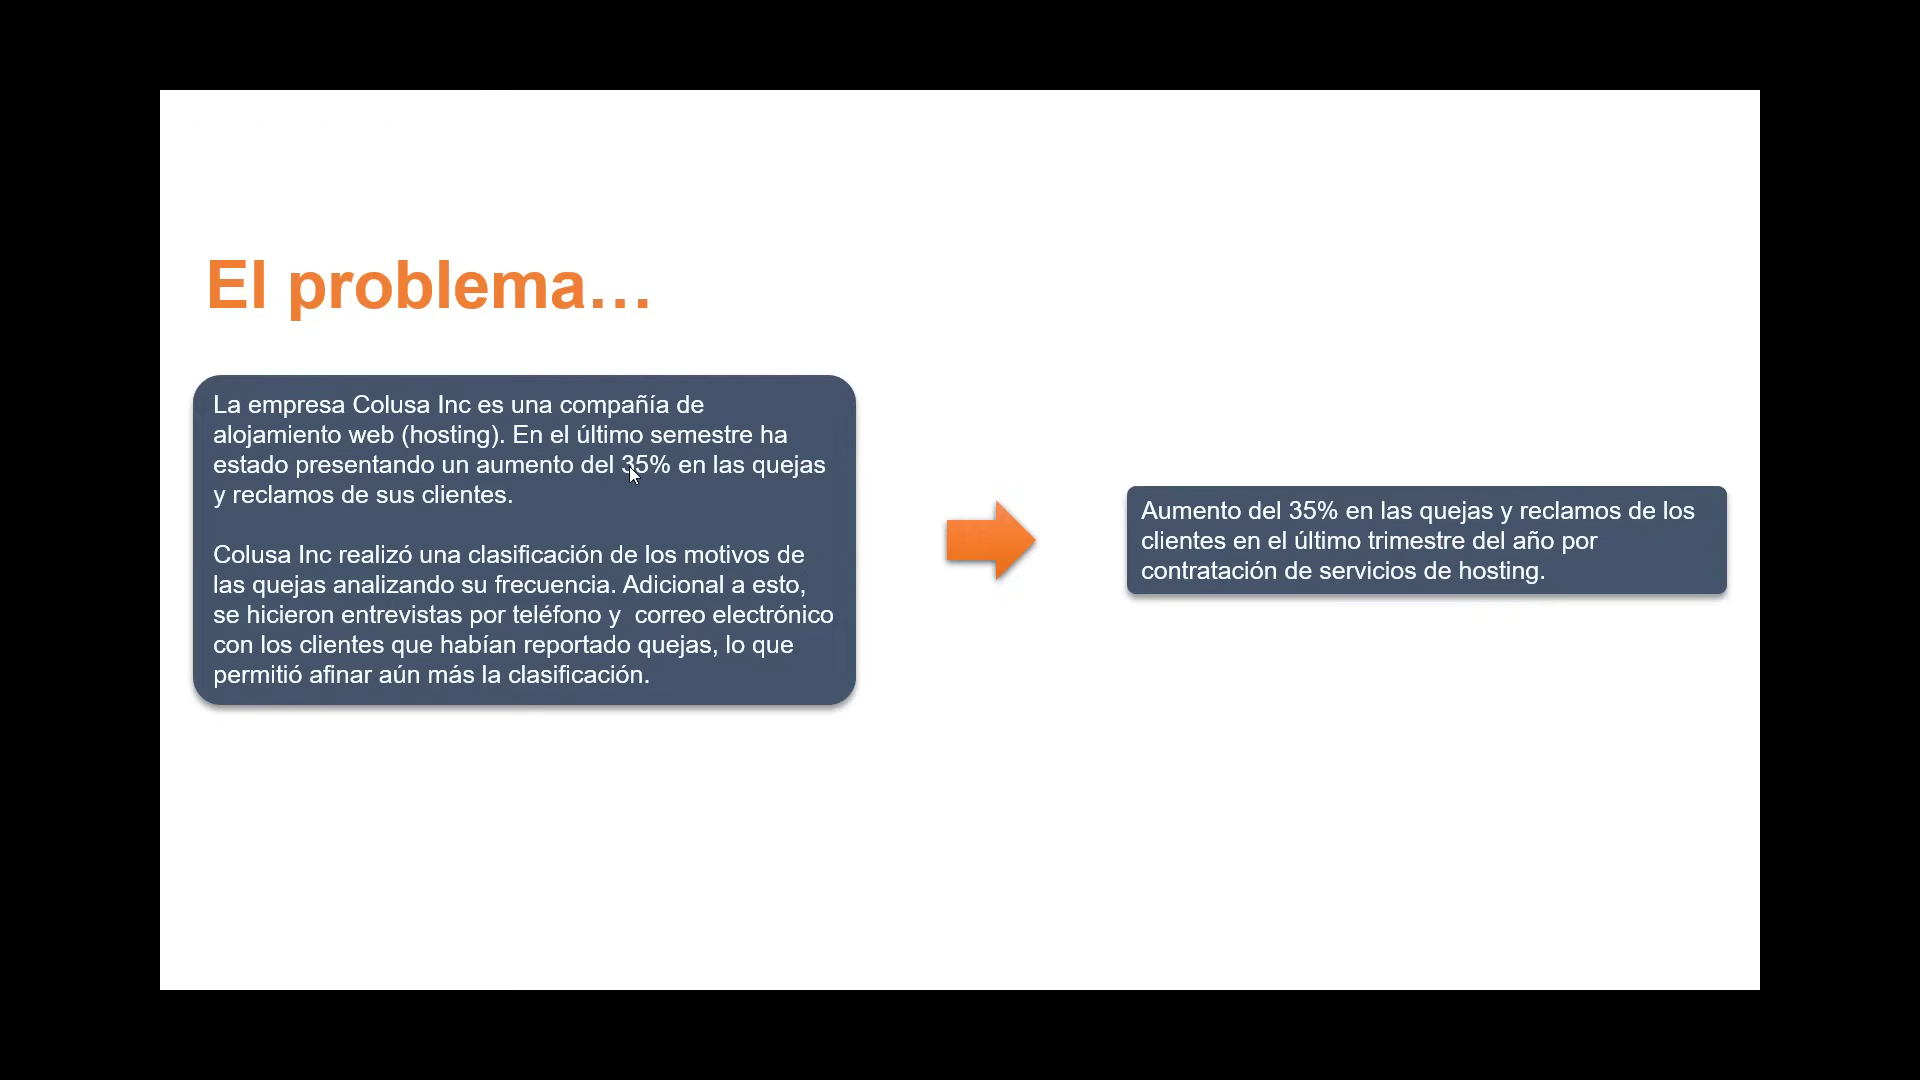 El problema...
La empresa Colusa Inc es una compañía de
alojamiento web (hosting). En el último semestre ha
estado presentando un aumento del 35% en las quejas
y reclamos de sus clientes.
Colusa Inc realizó una clasificación de los motivos de
las quejas analizando su frecuencia. Adicional a esto,
se hicieron entrevistas por teléfono y  correo electrónico
con los clientes que habían reportado quejas, lo que
permitió afinar aún más la clasificación.
Aumento del 35% en las quejas y reclamos de los
clientes en el último trimestre del año por
contratación de servicios de hosting.